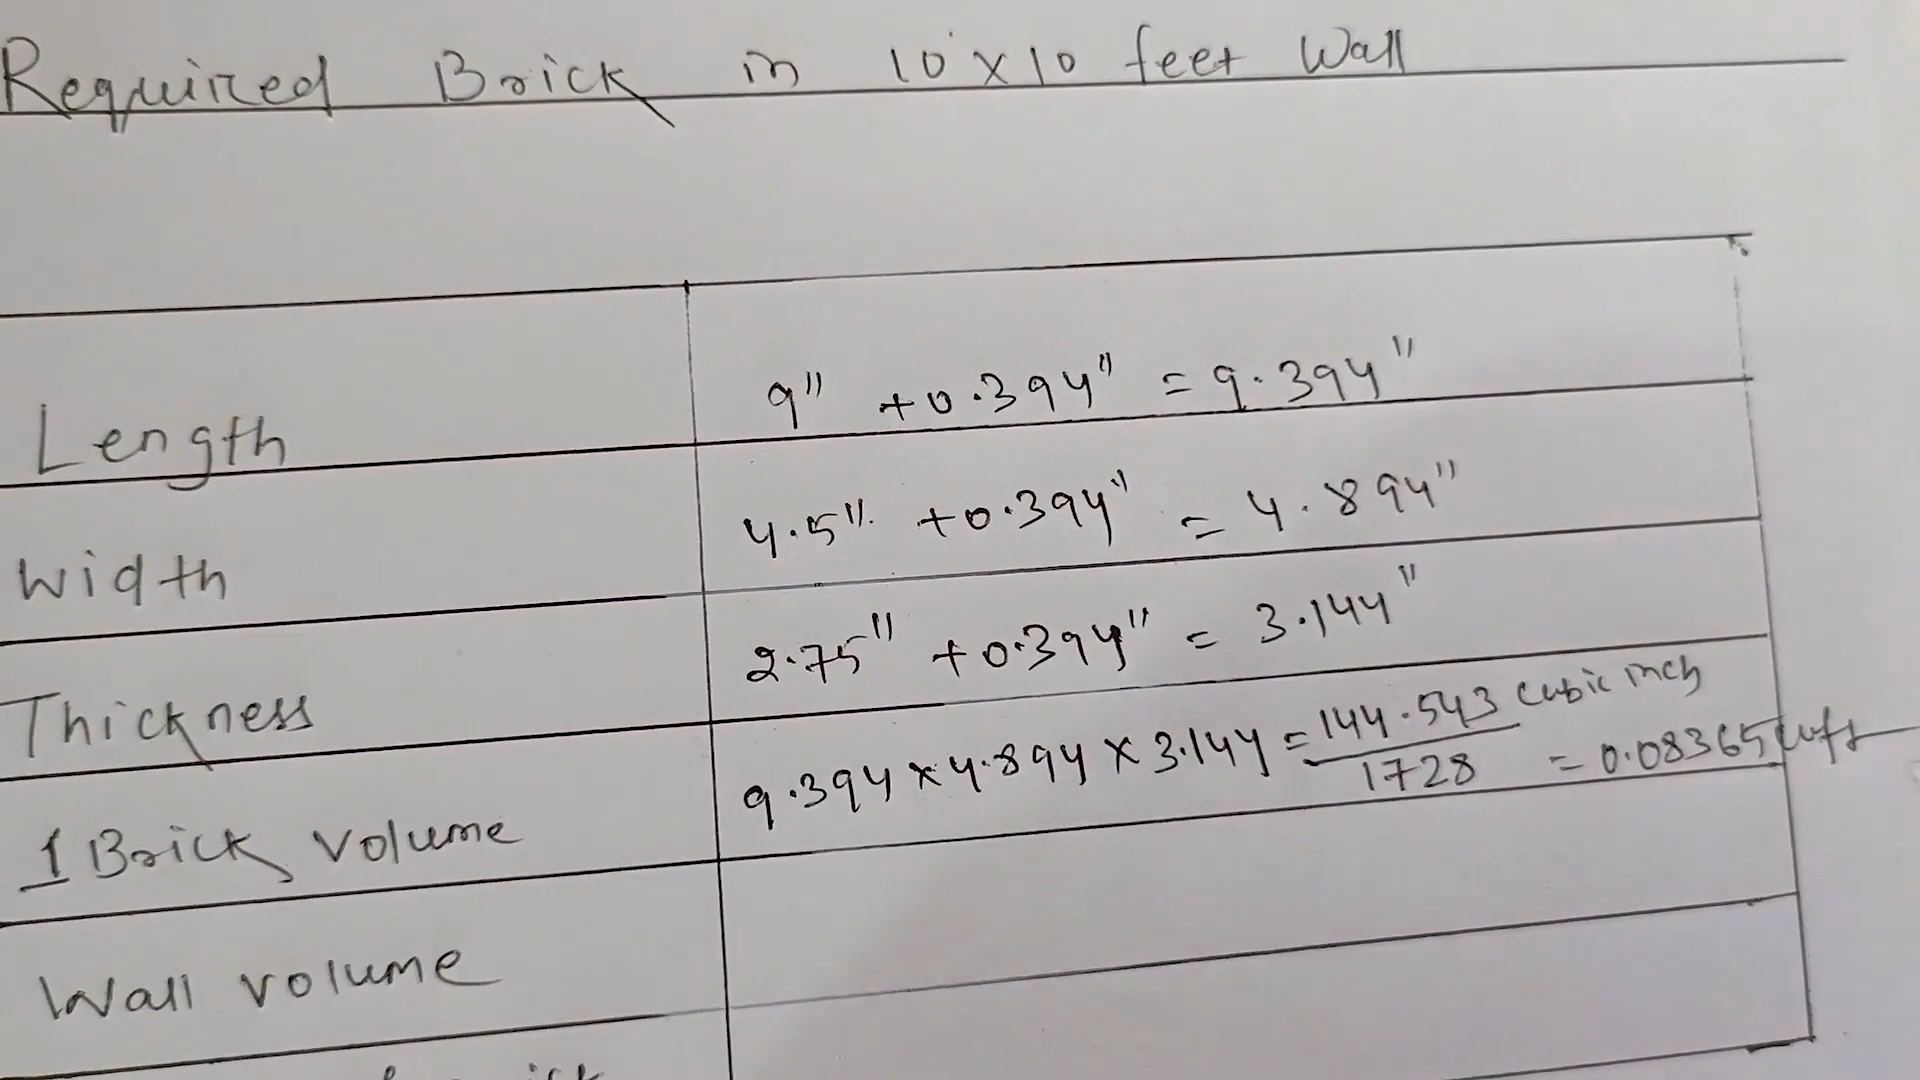 Required Brick in 10'x10 feet Wall
Length 9" +0.394" = 9.394"
Width 4.5" +0.394" = 4.894"
Thickness 2.75" +0.394" = 3.144"
1 Brick volume 9.394 x 4.894 x 3.144 = 144.543 cubic inch / 1728 = 0.08365 cuft
Wall volume